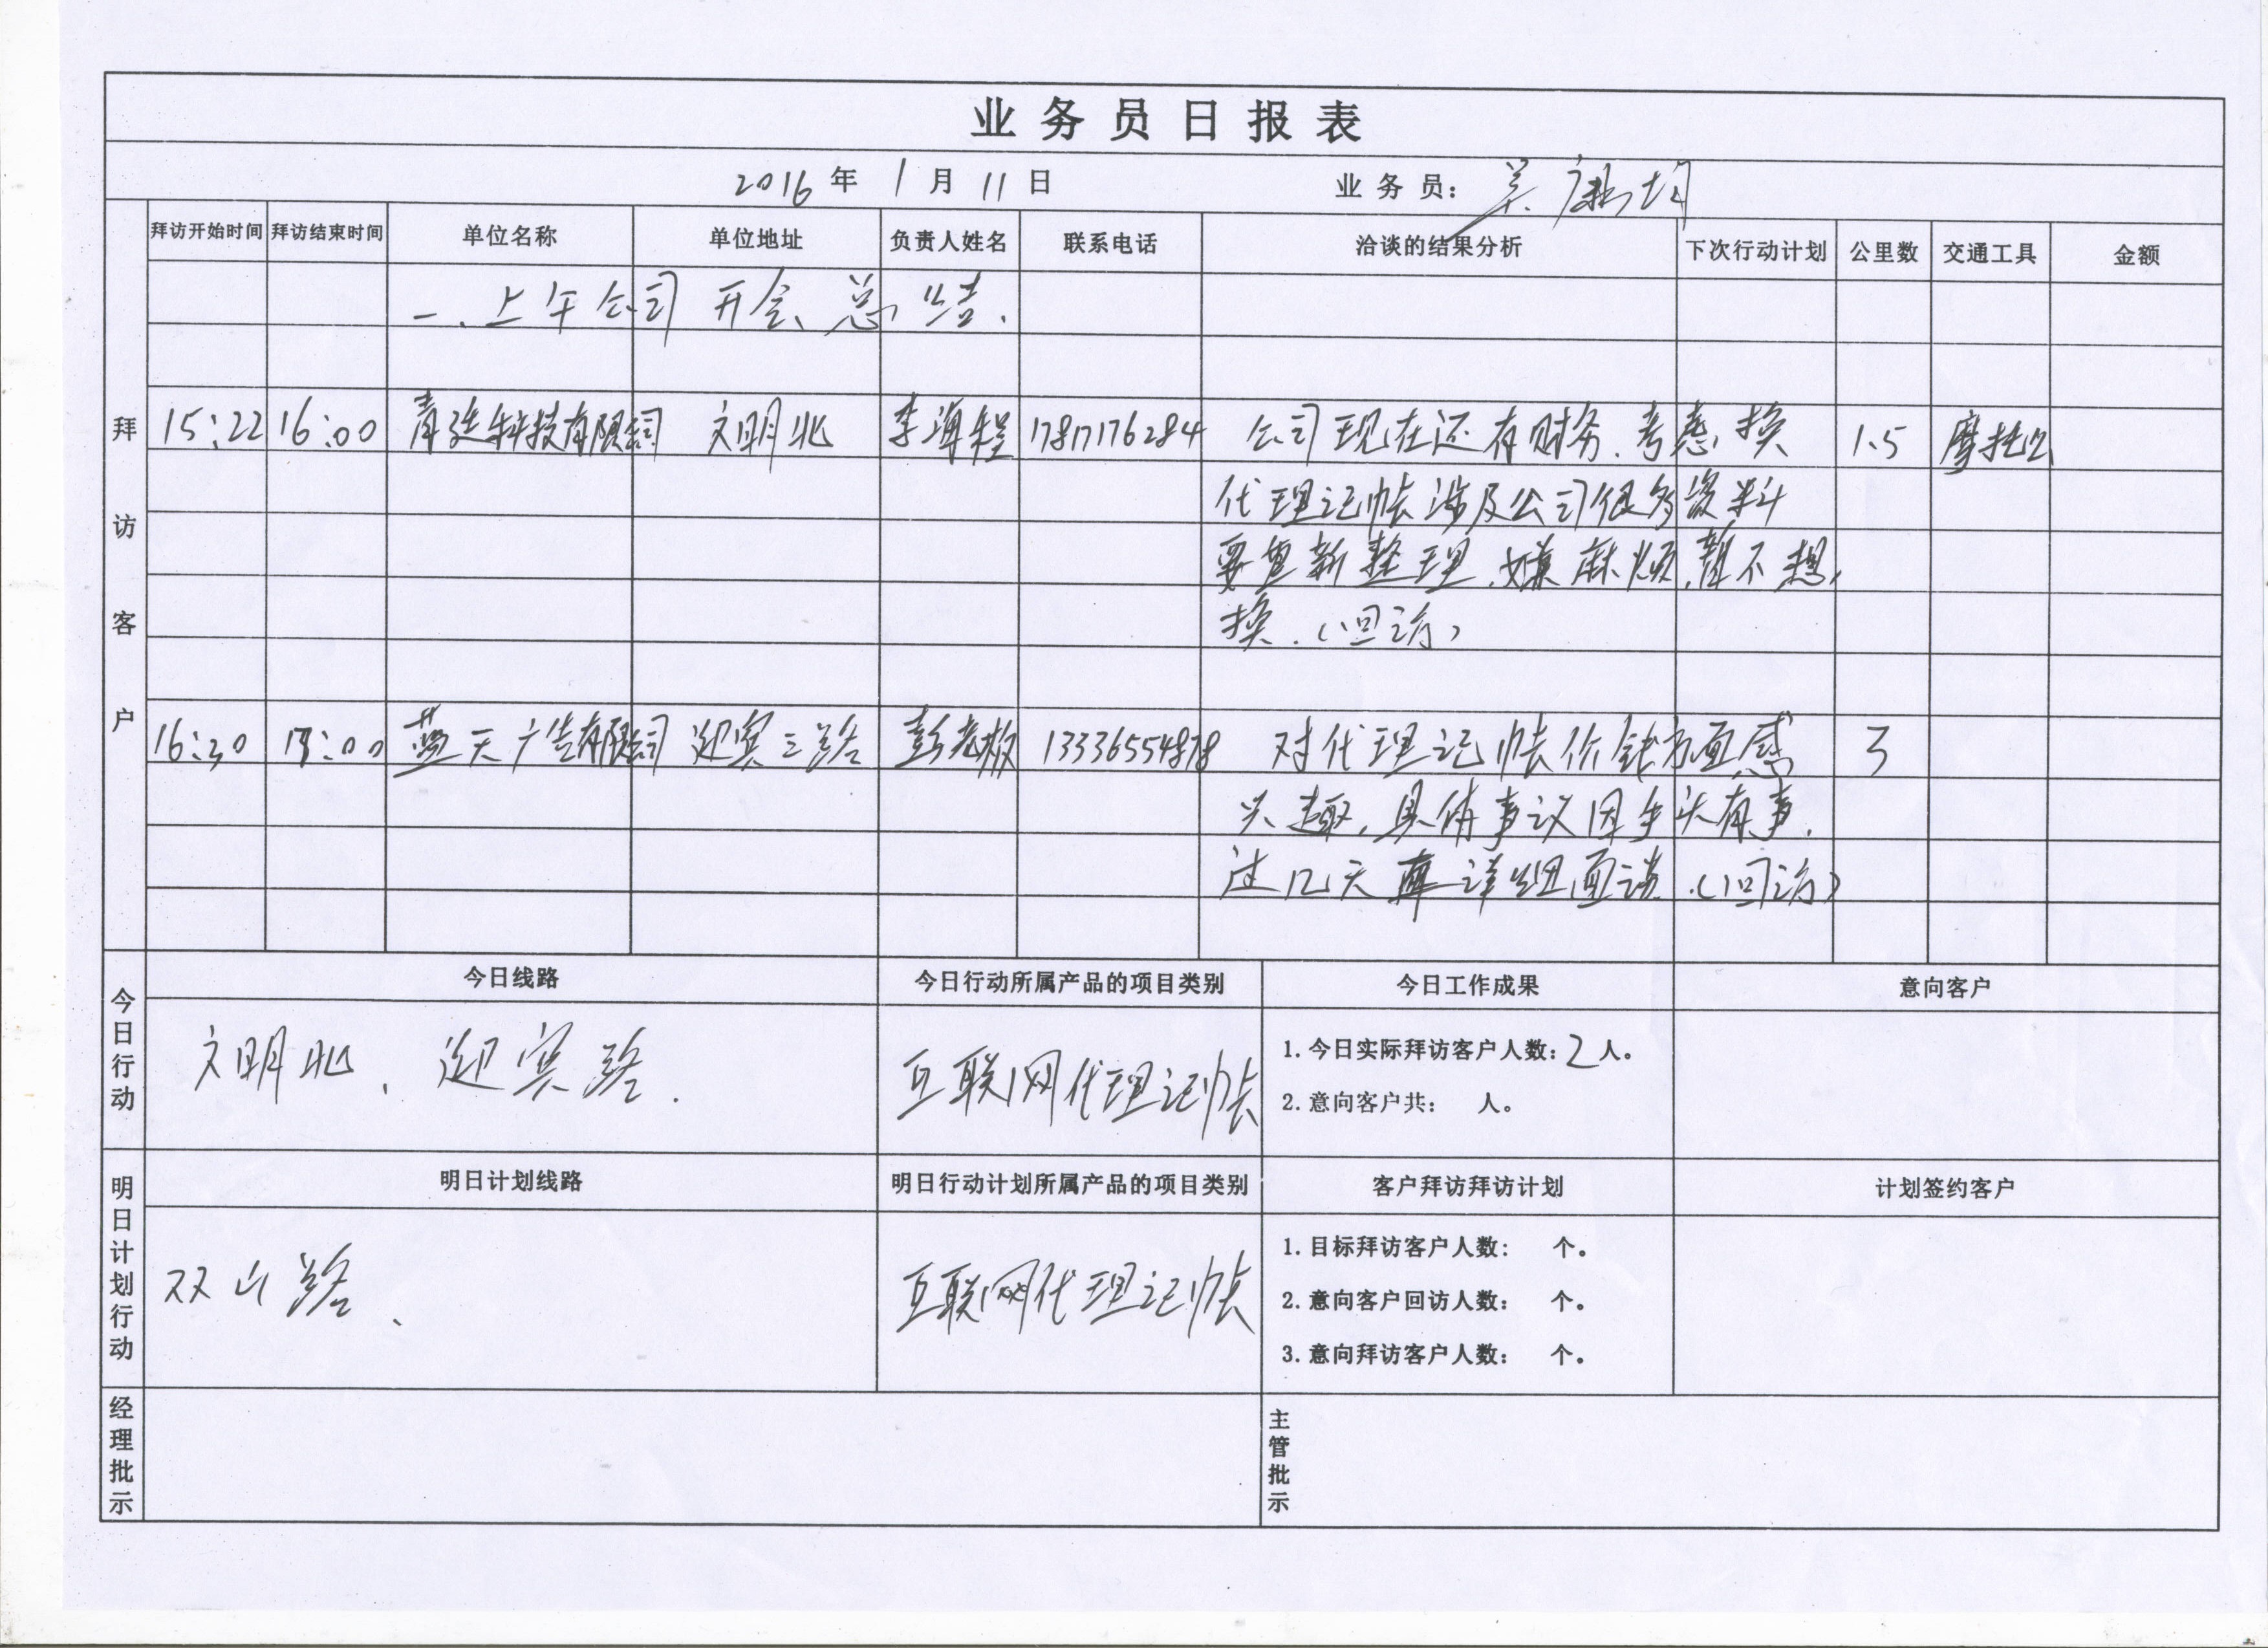 业务员日报表
2016年1月11日 业务员：
拜访开始时间 拜访结束时间 单位名称 单位地址 负责人姓名 联系电话 洽谈的结果分析 下次行动计划 公里数 交通工具 金额
一、上午公司开会、总结.
拜访客户
15:22 16:00 科技有限公司 文明北 李海程 17817176284 公司现在还有财务.考虑换 1.5 摩托
代理记帐涉及公司很多资料
要重新整理.嫌麻烦.暂不想
换.(回访)
16:30 17:00 蓝天广告有限公司 迎宾三路 彭老板 13336554878 对代理记帐价钱方面感 3
兴趣,具体事议因手头有事.
过几天再详细面谈.(回访)
今日行动
今日线路 今日行动所属产品的项目类别 今日工作成果 意向客户
文明北、迎宾路. 互联网代理记帐
1.今日实际拜访客户人数：2人。
2.意向客户共： 人。
明日计划行动
明日计划线路 明日行动计划所属产品的项目类别 客户拜访拜访计划 计划签约客户
双山路、 互联网代理记帐
1.目标拜访客户人数： 个。
2.意向客户回访人数： 个。
3.意向拜访客户人数： 个。
经理批示 主管批示